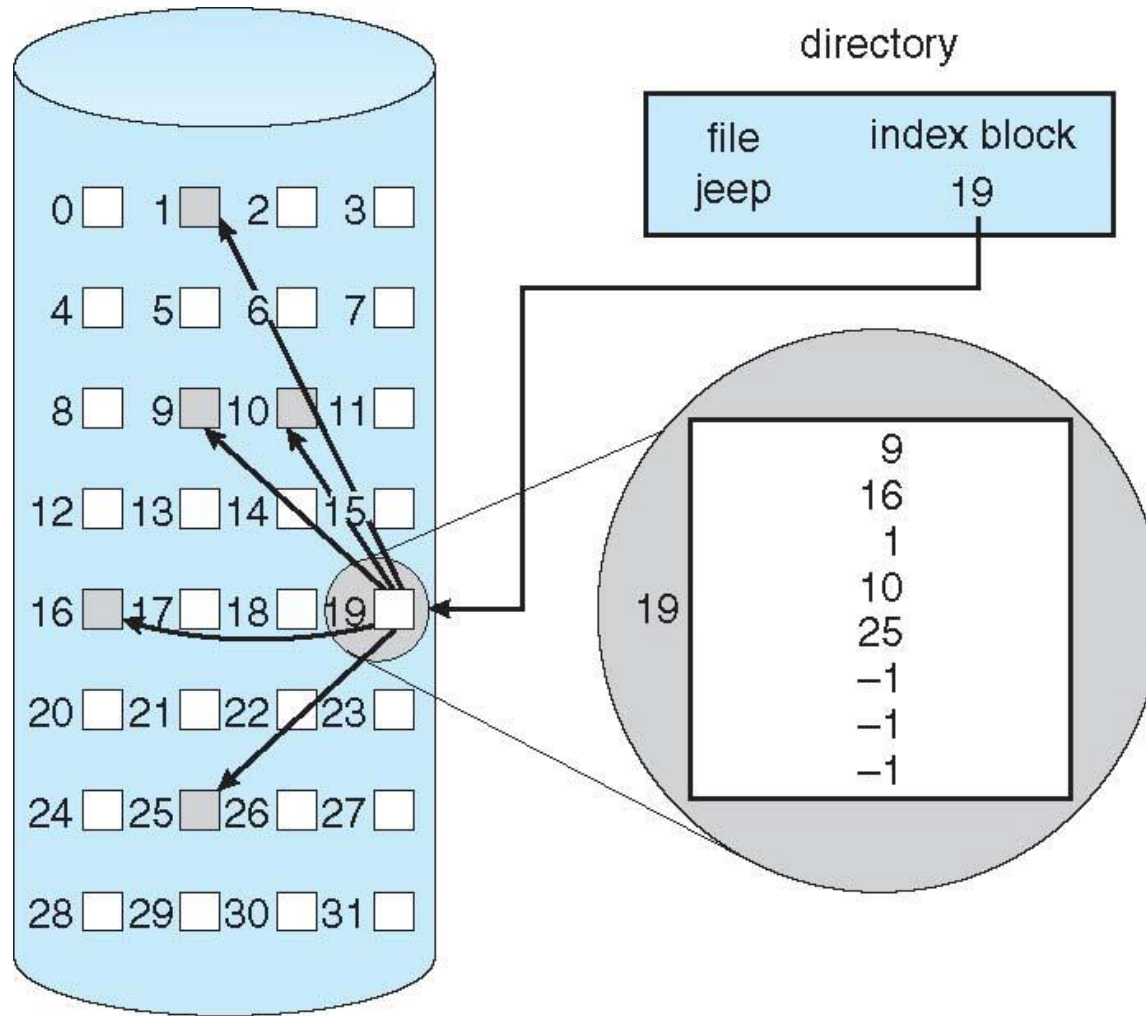 directory
file index block
jeep 19
0 1 2 3
4 5 6 7
8 9 10 11
12 13 14 15
16 17 18 19
20 21 22 23
24 25 26 27
28 29 30 31
19
9
16
1
10
25
–1
–1
–1